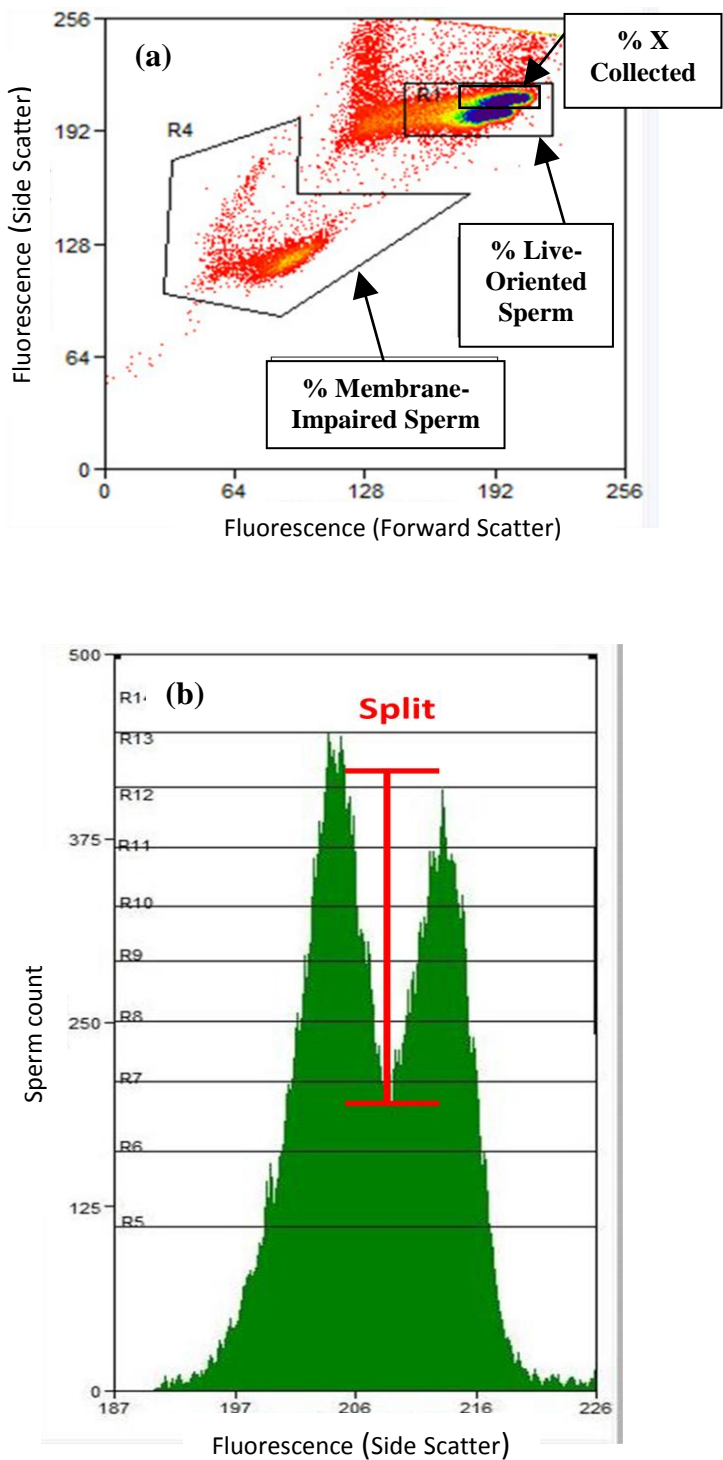 (a)
256
192
128
64
0
0
64
128
192
256
Fluorescence (Side Scatter)
Fluorescence (Forward Scatter)
R1
R4
% X
Collected
% Live-
Oriented
Sperm
% Membrane-
Impaired Sperm
(b)
Split
500
375
250
125
0
187
197
206
216
226
R14
R13
R12
R11
R10
R9
R8
R7
R6
R5
Sperm count
Fluorescence (Side Scatter)